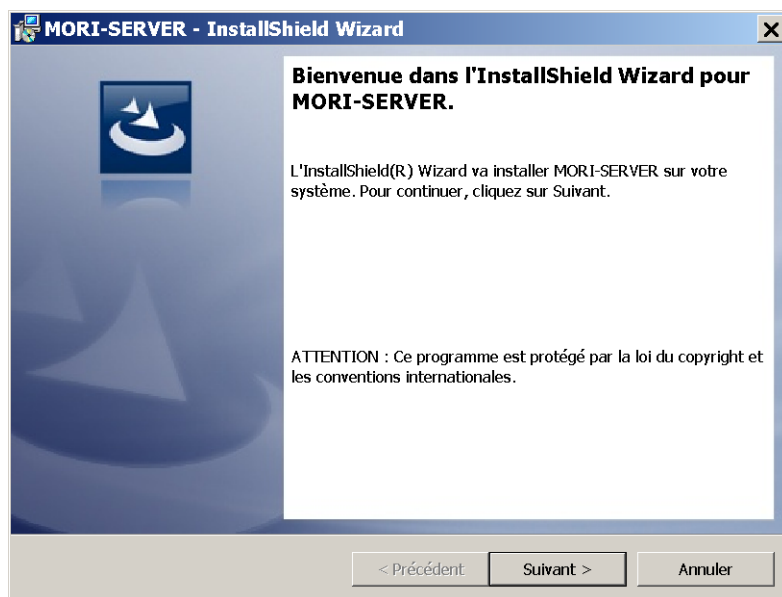 MORI-SERVER - InstallShield Wizard
Bienvenue dans l'InstallShield Wizard pour
MORI-SERVER.
L'InstallShield(R) Wizard va installer MORI-SERVER sur votre
système. Pour continuer, cliquez sur Suivant.
ATTENTION : Ce programme est protégé par la loi du copyright et
les conventions internationales.
< Précédent Suivant > Annuler